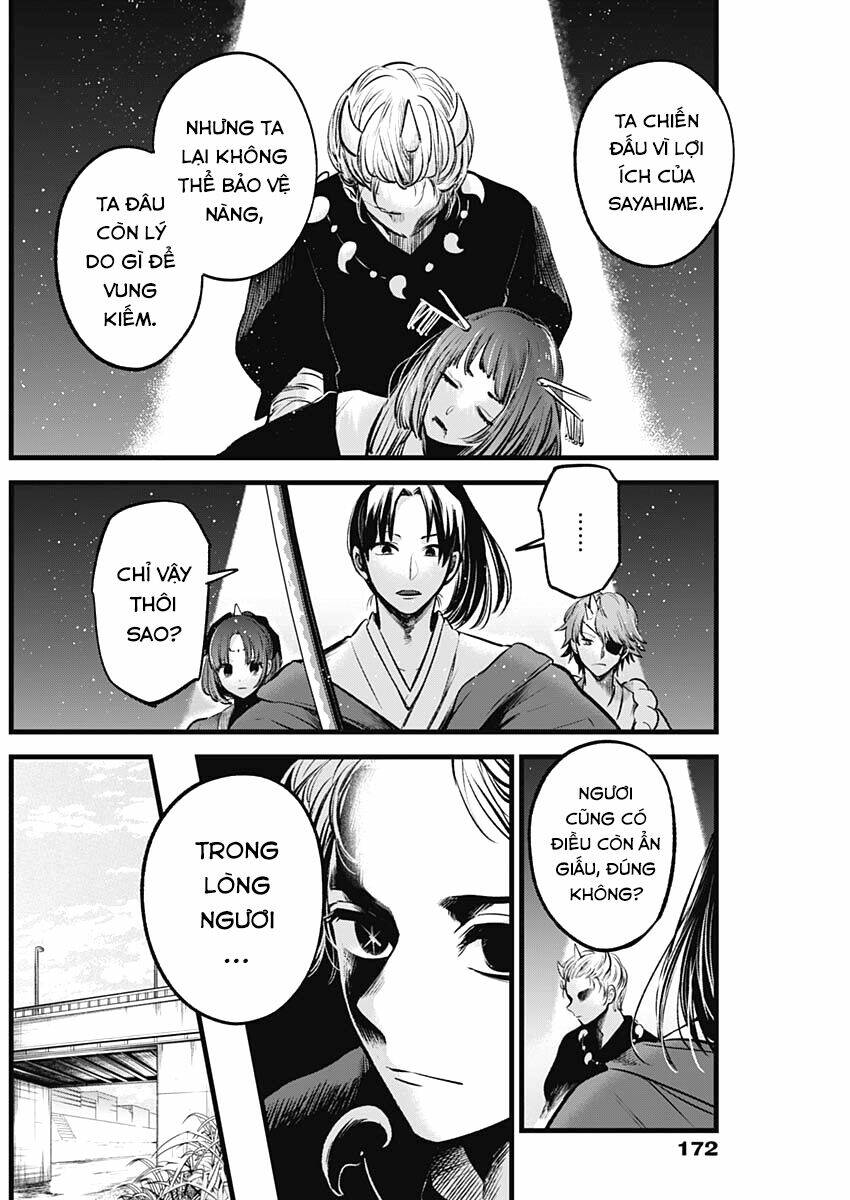 TA CHIẾN
ĐẤU VÌ LỢI
ÍCH CỦA
SAYAHIME.
NHƯNG TA
LẠI KHÔNG
THỂ BẢO VỆ
NÀNG,
TA ĐÂU
CÒN LÝ
DO GÌ ĐỂ
VUNG
KIẾM.
......
CHỈ VẬY
THÔI
SAO?
NGƯƠI
CŨNG CÓ
ĐIỀU CÒN ẨN
GIẤU, ĐÚNG
KHÔNG?
TRONG
LÒNG
NGƯƠI
...
172